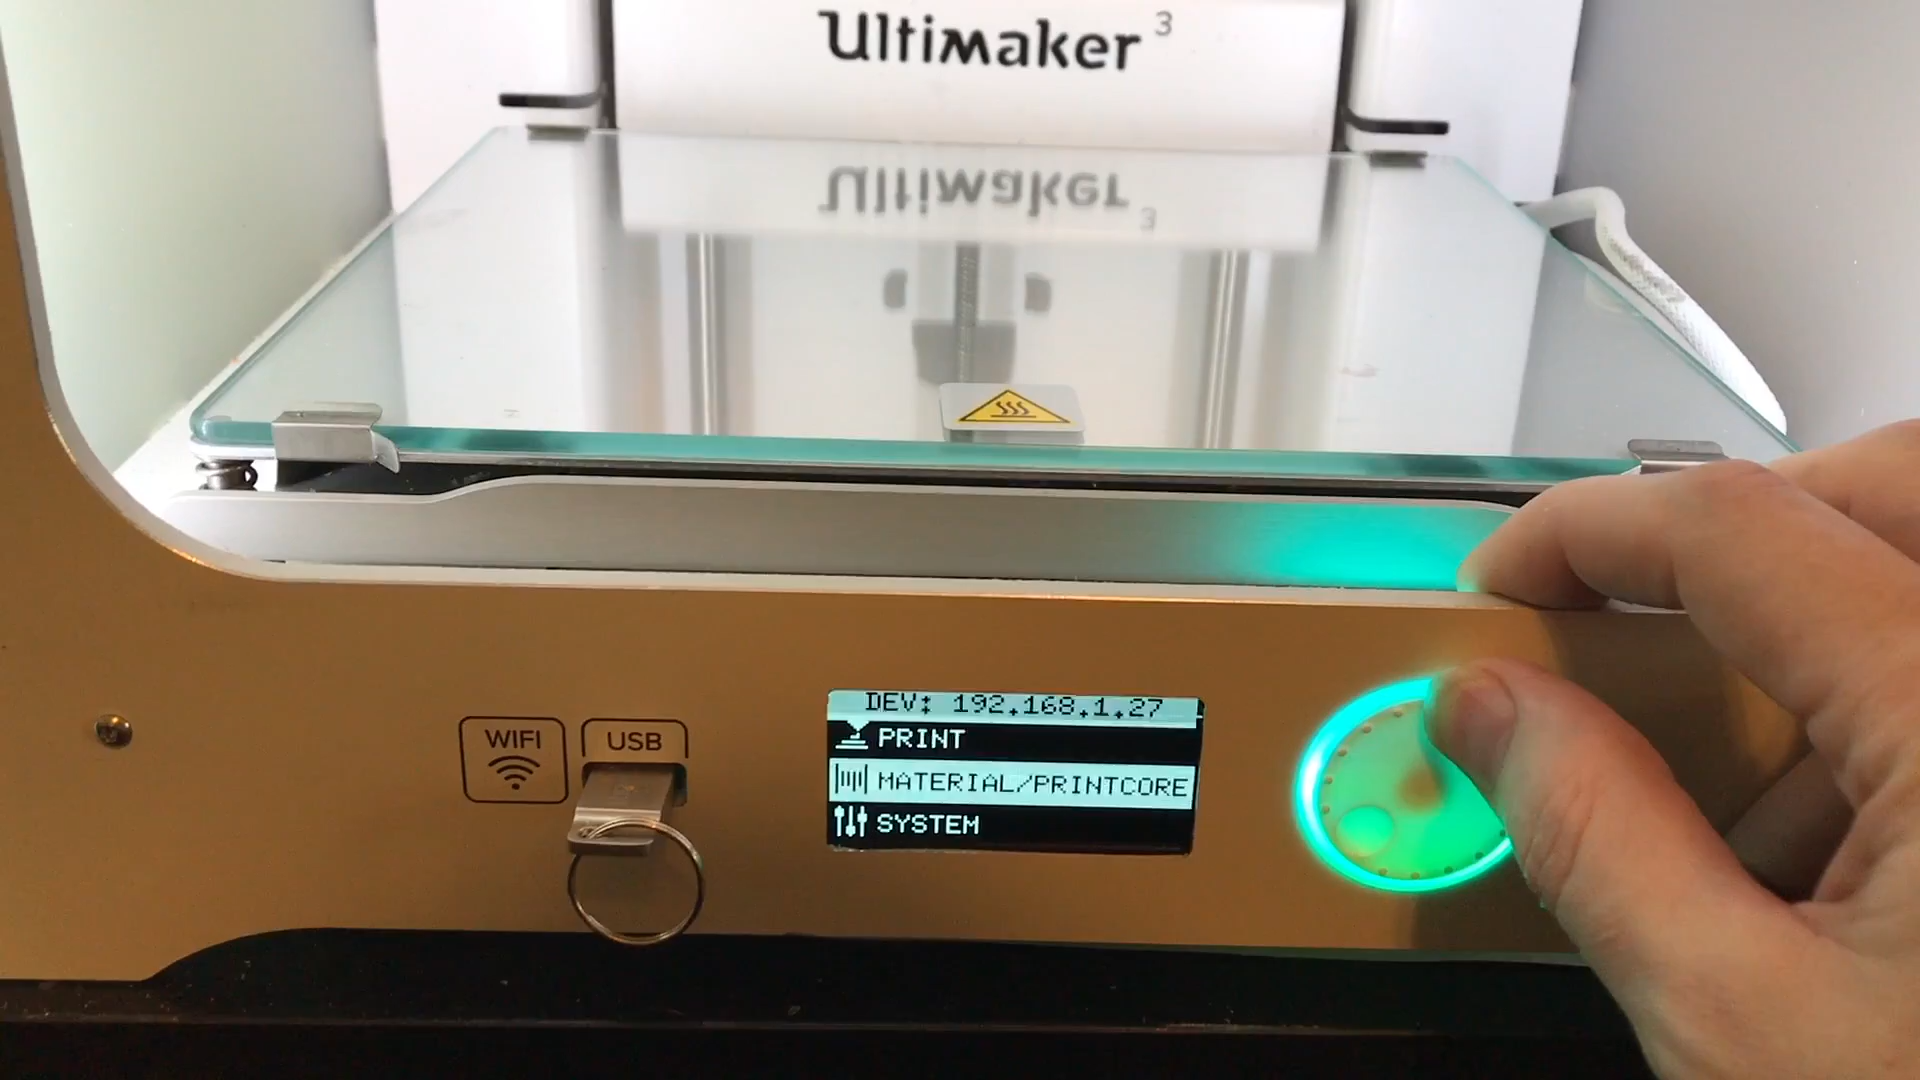 Ultimaker 3
Ultimaker 3
WIFI
USB
DEV: 192.168.1.27
PRINT
MATERIAL/PRINTCORE
SYSTEM